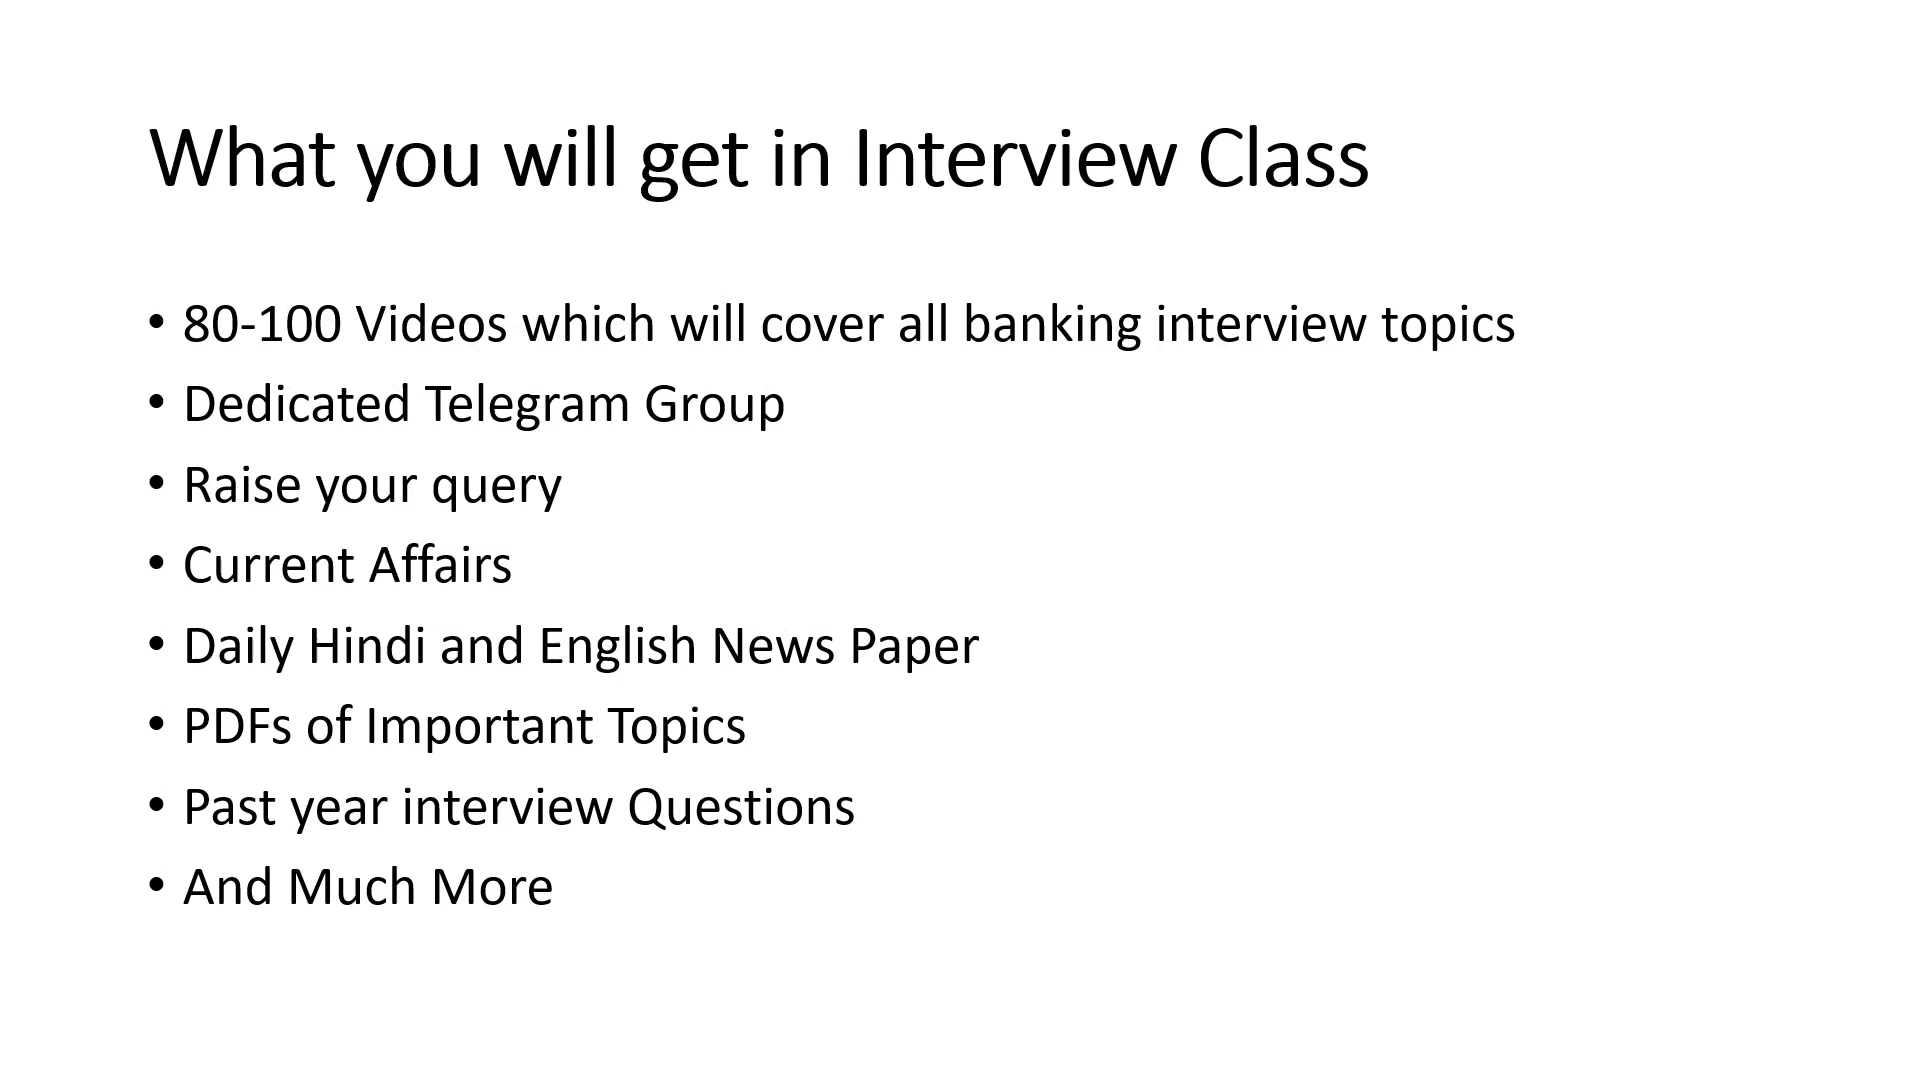 What you will get in Interview Class
• 80-100 Videos which will cover all banking interview topics
• Dedicated Telegram Group
• Raise your query
• Current Affairs
• Daily Hindi and English News Paper
• PDFs of Important Topics
• Past year interview Questions
• And Much More